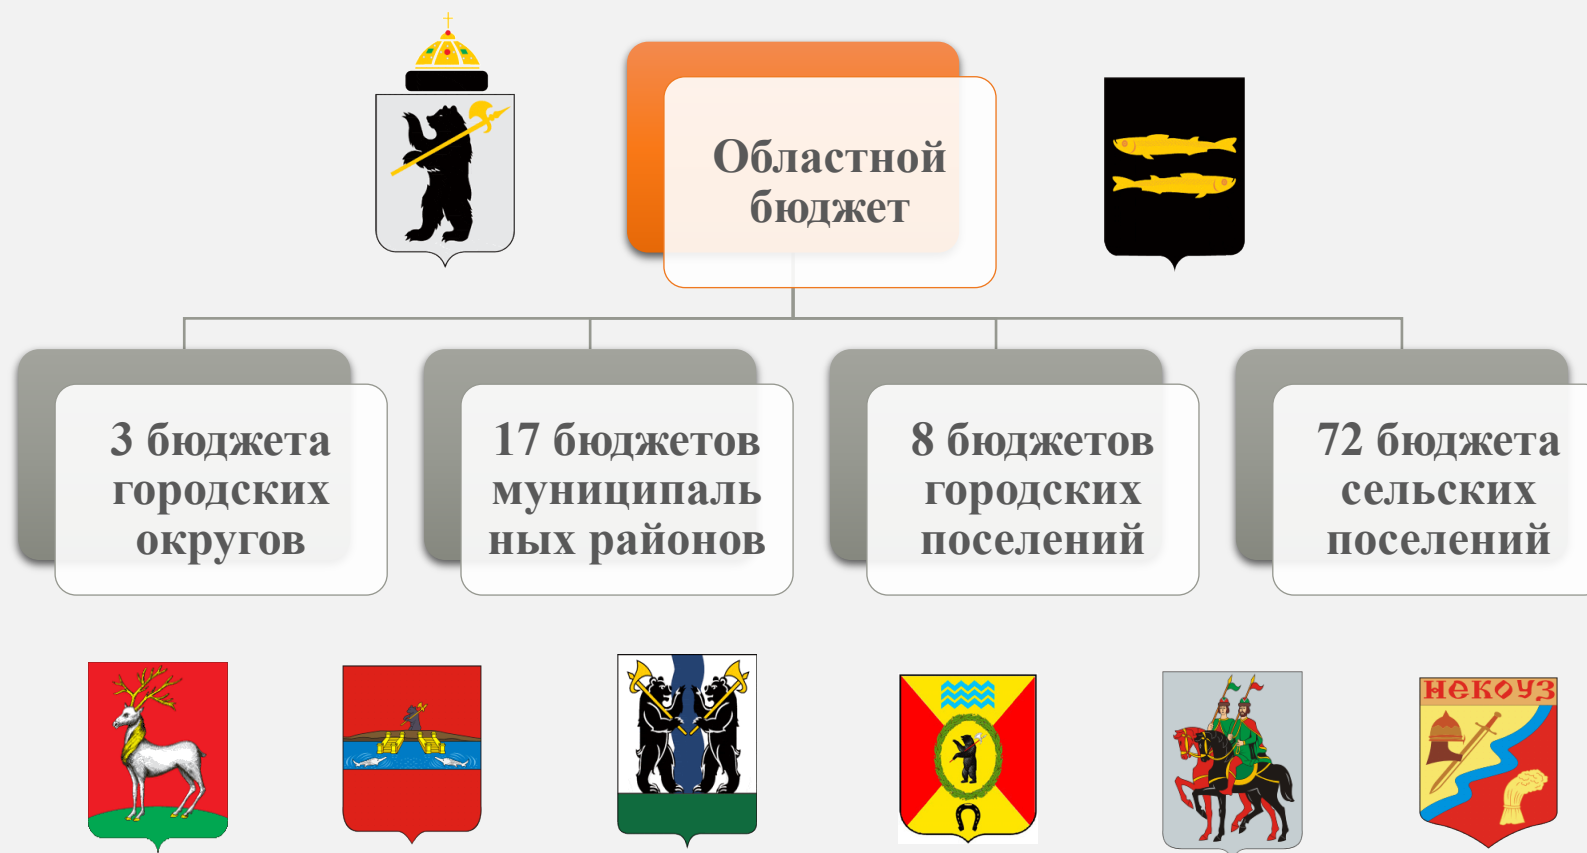 Областной
бюджет
3 бюджета
городских
округов
17 бюджетов
муниципаль
ных районов
8 бюджетов
городских
поселений
72 бюджета
сельских
поселений
НЕКОУЗ